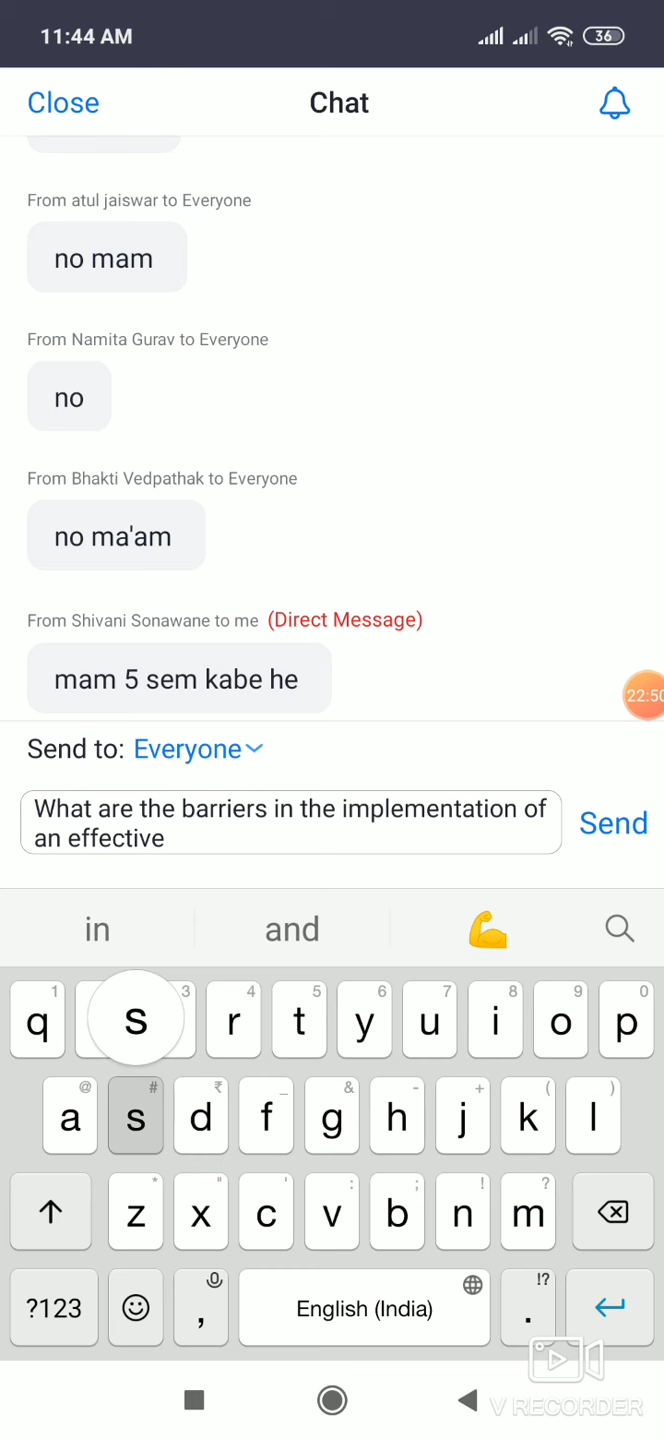 11:44 AM
36
Close
Chat
From atul jaiswar to Everyone
no mam
From Namita Gurav to Everyone
no
From Bhakti Vedpathak to Everyone
no ma'am
From Shivani Sonawane to me (Direct Message)
mam 5 sem kabe he
22:50
Send to: Everyone
What are the barriers in the implementation of
an effective
Send
in and
1 3 4 5 6 7 8 9 0
q s r t y u i o p
@ # ₹ _ & - + ( )
a s d f g h j k l
* " ' : ; ! ?
z x c v b n m
?123 , English (India) . !?
V RECORDER